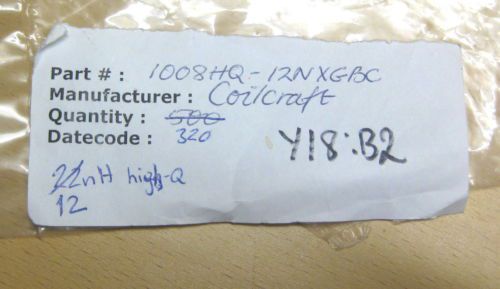 Part # : 1008HQ-12NXGBC
Manufacturer : Coilcraft
Quantity : 500
Datecode : 320
Y18:B2
22nH high-Q
12